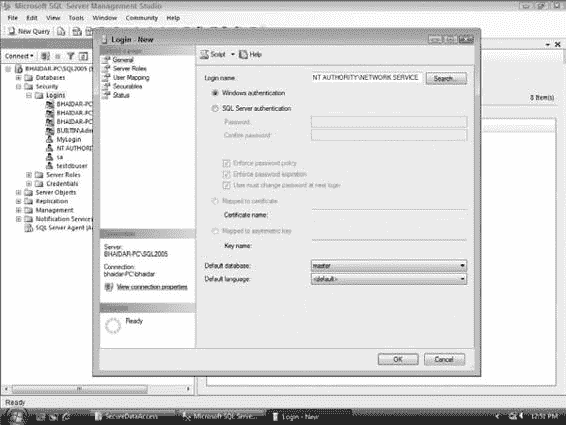 Microsoft SQL Server Management Studio
File Edit View Tools Window Community Help
New Query
Connect
BHAIDAR-PC\SQL2005
Databases
Security
Logins
BHAIDAR-PC
BHAIDAR-PC
BHAIDAR-PC
BUILTIN\Admi
MyLogin
NT AUTHOR
sa
testdbuser
Server Roles
Credentials
Server Objects
Replication
Management
Notification Services
SQL Server Agent
8 Item(s)
Login - New
General
Server Roles
User Mapping
Securables
Status
Script Help
Login name: NT AUTHORITY\NETWORK SERVICE Search...
Windows authentication
SQL Server authentication
Password:
Confirm password:
Enforce password policy
Enforce password expiration
User must change password at next login
Mapped to certificate
Certificate name:
Mapped to asymmetric key
Key name:
Default database: master
Default language: <default>
Server:
BHAIDAR-PC\SQL2005
Connection:
bhaidar-PC\bhaidar
View connection properties
Ready
OK Cancel
Ready
SecureDataAccess Microsoft SQL Serve... Login - New 12:51 PM